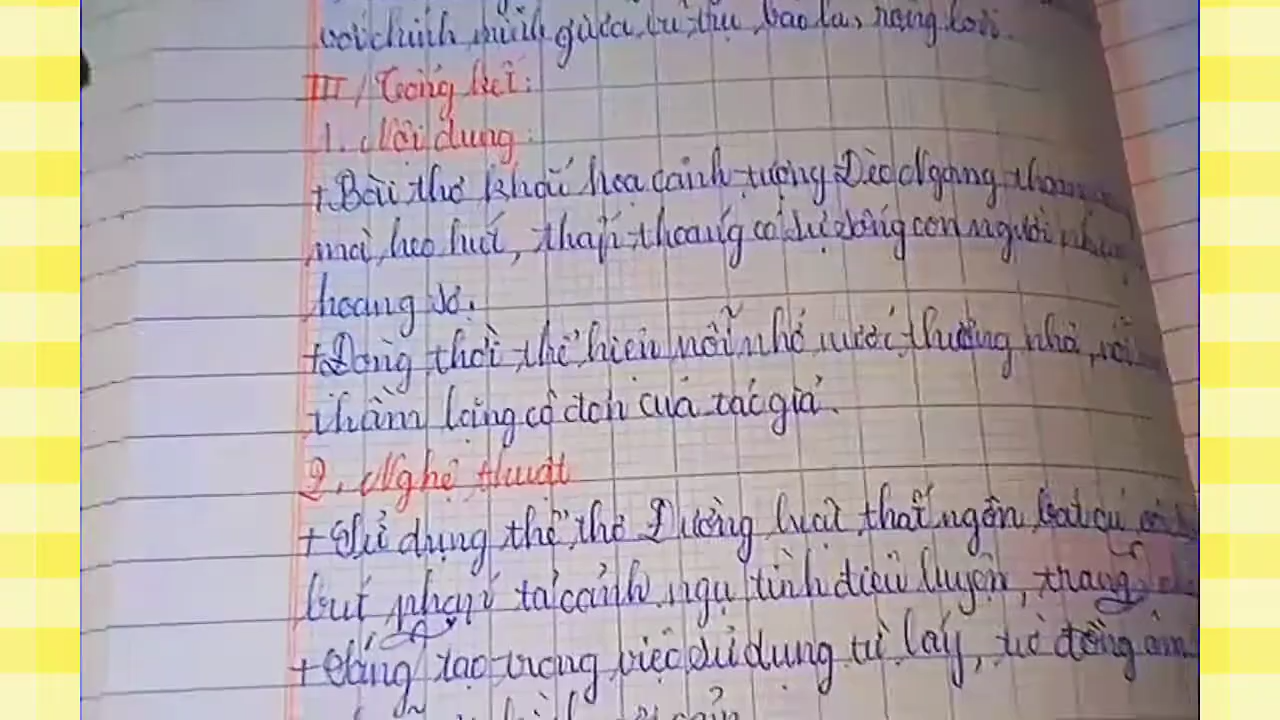 với chính mình giữa vũ trụ bao la, rộng lớn.
III/ Tổng kết:
1. Nội dung:
+ Bài thơ khắc họa cảnh tượng Đèo Ngang thoáng
mà heo hút, thấp thoáng có sự sống con người nhưng
hoang sơ.
+ Đồng thời thể hiện nỗi nhớ nước thương nhà, nỗi
thầm lặng cô đơn của tác giả.
2. Nghệ thuật
+ Sử dụng thể thơ Đường luật thất ngôn bát cú
bút pháp tả cảnh ngụ tình điêu luyện, trang
+ Sáng tạo trong việc sử dụng từ láy, từ đồng âm